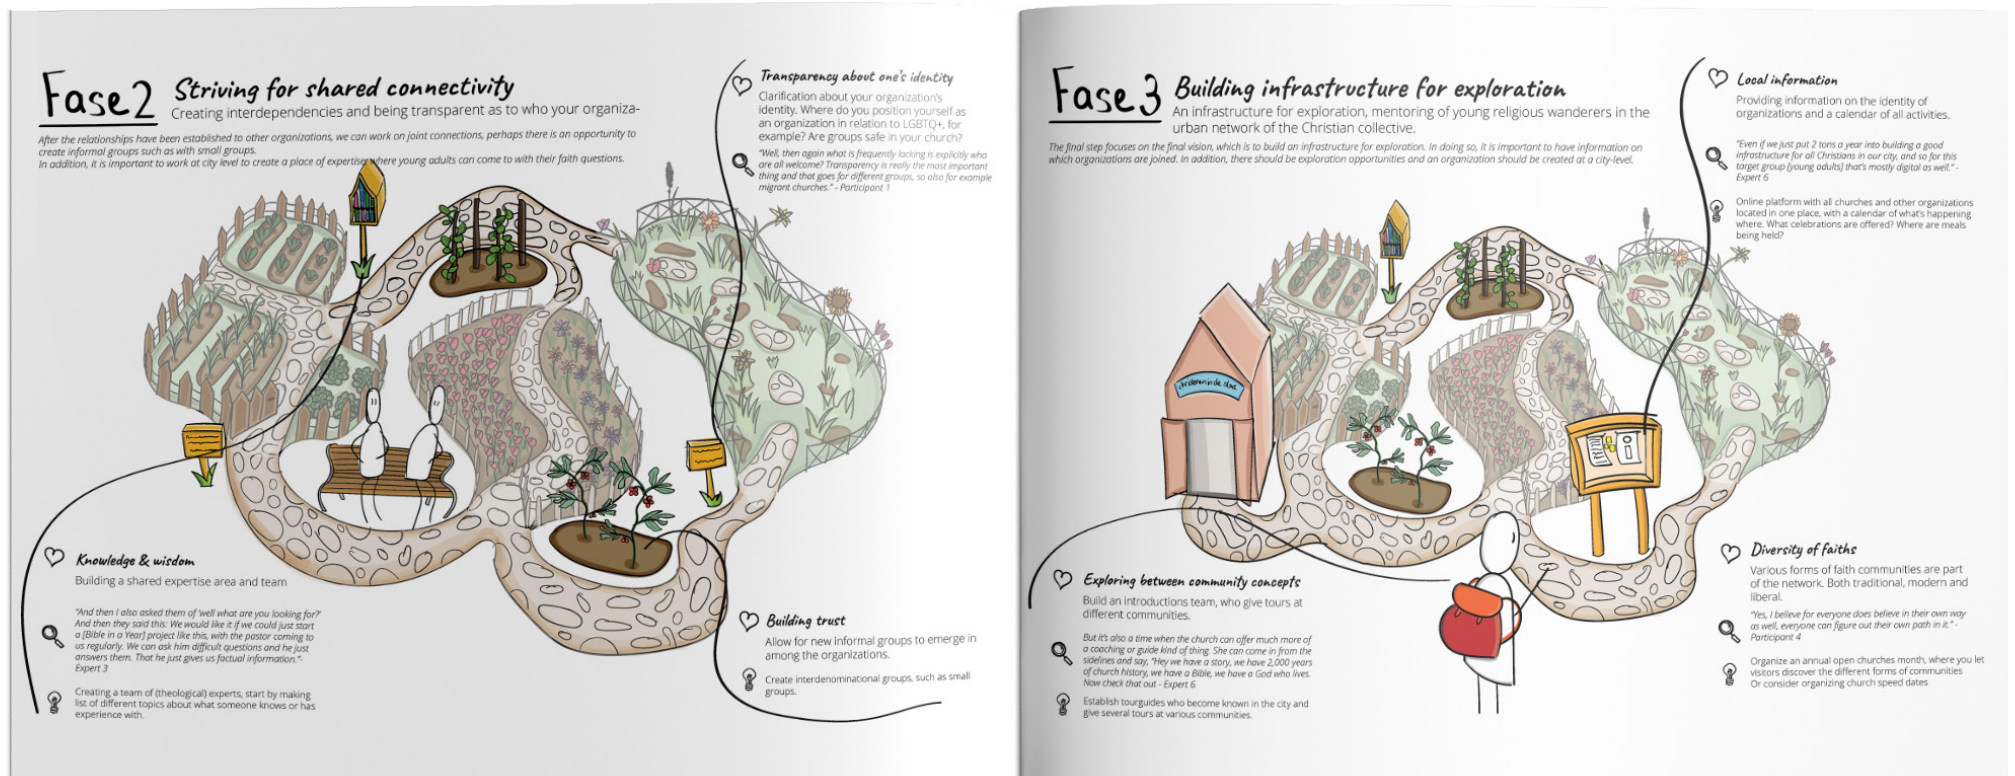 Fase 2
Striving for shared connectivity
Creating interdependencies and being transparent as to who your organiza-
After the relationships have been established to other organizations, we can work on joint connections, perhaps there is an opportunity to
create informal groups such as with small groups.
In addition, it is important to work at city level to create a place of expertise where young adults can come to with their faith questions.
Transparency about one's identity
Clarification about your organization's
identity. Where do you position yourself as
an organization in relation to LGBTQ+, for
example? Are groups safe in your church?
"Well, then again what is frequently lacking is explicitly who
are all welcome? Transparency is really the most important
thing and that goes for different groups, so also for example
migrant churches." - Participant 1
Knowledge & wisdom
Building a shared expertise area and team
"And then I also asked them of 'well what are you looking for?'
And then they said this: We would like it if we could just start
a [Bible in a Year] project like this, with the pastor coming to
us regularly. We can ask him difficult questions and he just
answers them. That he just gives us factual information."-
Expert 3
Creating a team of (theological) experts, start by making
list of different topics about what someone knows or has
experience with.
Building trust
Allow for new informal groups to emerge in
among the organizations.
Create interdenominational groups, such as small
groups.
Fase 3
Building infrastructure for exploration
An infrastructure for exploration, mentoring of young religious wanderers in the
urban network of the Christian collective.
The final step focuses on the final vision, which is to build an infrastructure for exploration. In doing so, it is important to have information on
which organizations are joined. In addition, there should be exploration opportunities and an organization should be created at a city-level.
Local information
Providing information on the identity of
organizations and a calendar of all activities.
"Even if we just put 2 tons a year into building a good
infrastructure for all Christians in our city, and so for this
target group [young adults] that's mostly digital as well." -
Expert 6
Online platform with all churches and other organizations
located in one place, with a calendar of what's happening
where. What celebrations are offered? Where are meals
being held?
christenen in de stad
Exploring between community concepts
Build an introductions team, who give tours at
different communities.
But it's also a time when the church can offer much more of
a coaching or guide kind of thing. She can come in from the
sidelines and say, "Hey we have a story, we have 2,000 years
of church history, we have a Bible, we have a God who lives.
Now check that out - Expert 6
Establish tourguides who become known in the city and
give several tours at various communities.
Diversity of faiths
Various forms of faith communities are part
of the network. Both traditional, modern and
liberal.
"Yes, I believe for everyone does believe in their own way
as well, everyone can figure out their own path in it." -
Participant 4
Organize an annual open churches month, where you let
visitors discover the different forms of communities
Or consider organizing church speed dates